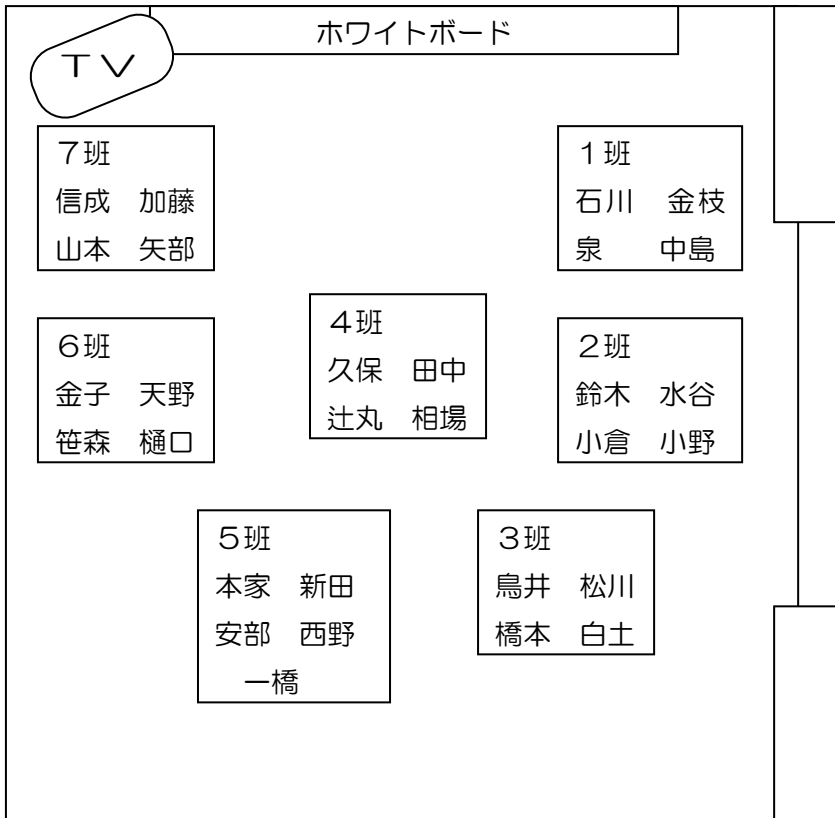 ホワイトボード
ＴＶ
７班
信成　加藤
山本　矢部
１班
石川　金枝
泉　　中島
６班
金子　天野
笹森　樋口
４班
久保　田中
辻丸　相場
２班
鈴木　水谷
小倉　小野
５班
本家　新田
安部　西野
一橋
３班
鳥井　松川
橋本　白土